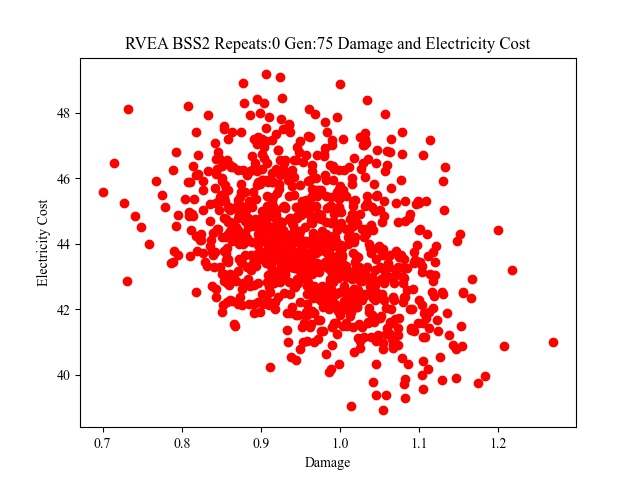 RVEA BSS2 Repeats:0 Gen:75 Damage and Electricity Cost
48
46
44
42
40
Electricity Cost
0.7 0.8 0.9 1.0 1.1 1.2
Damage